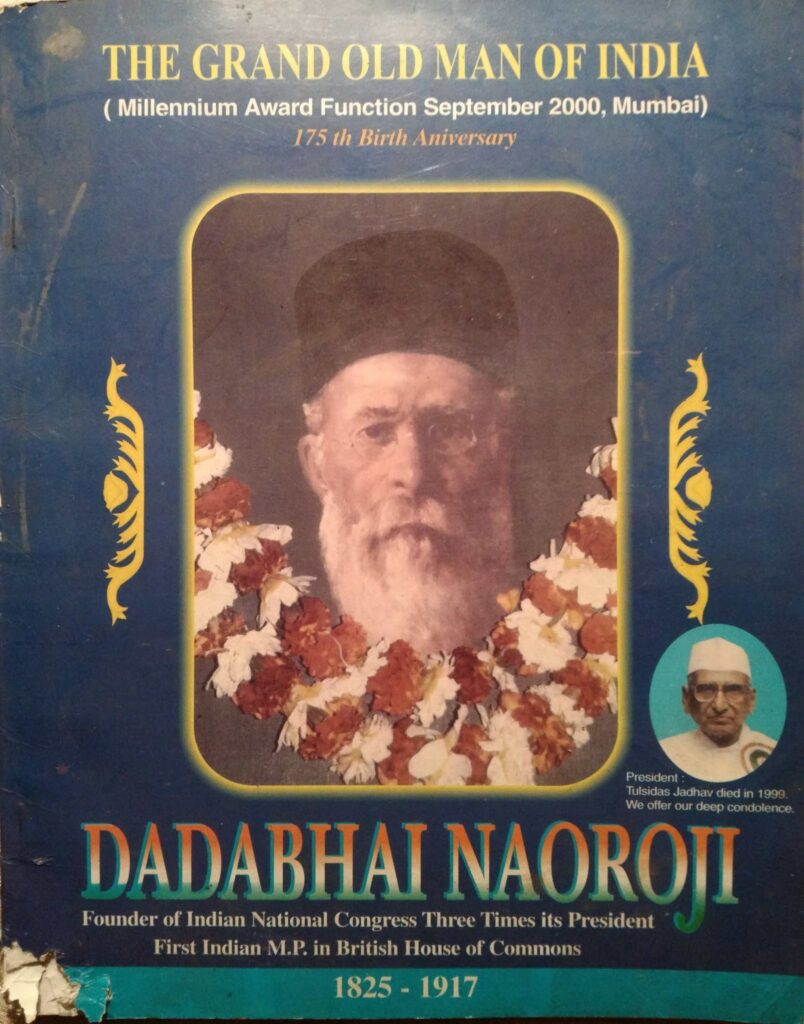 THE GRAND OLD MAN OF INDIA
( Millennium Award Function September 2000, Mumbai)
175 th Birth Aniversary
President :
Tulsidas Jadhav died in 1999.
We offer our deep condolence.
DADABHAI NAOROJI
Founder of Indian National Congress Three Times its President
First Indian M.P. in British House of Commons
1825 - 1917